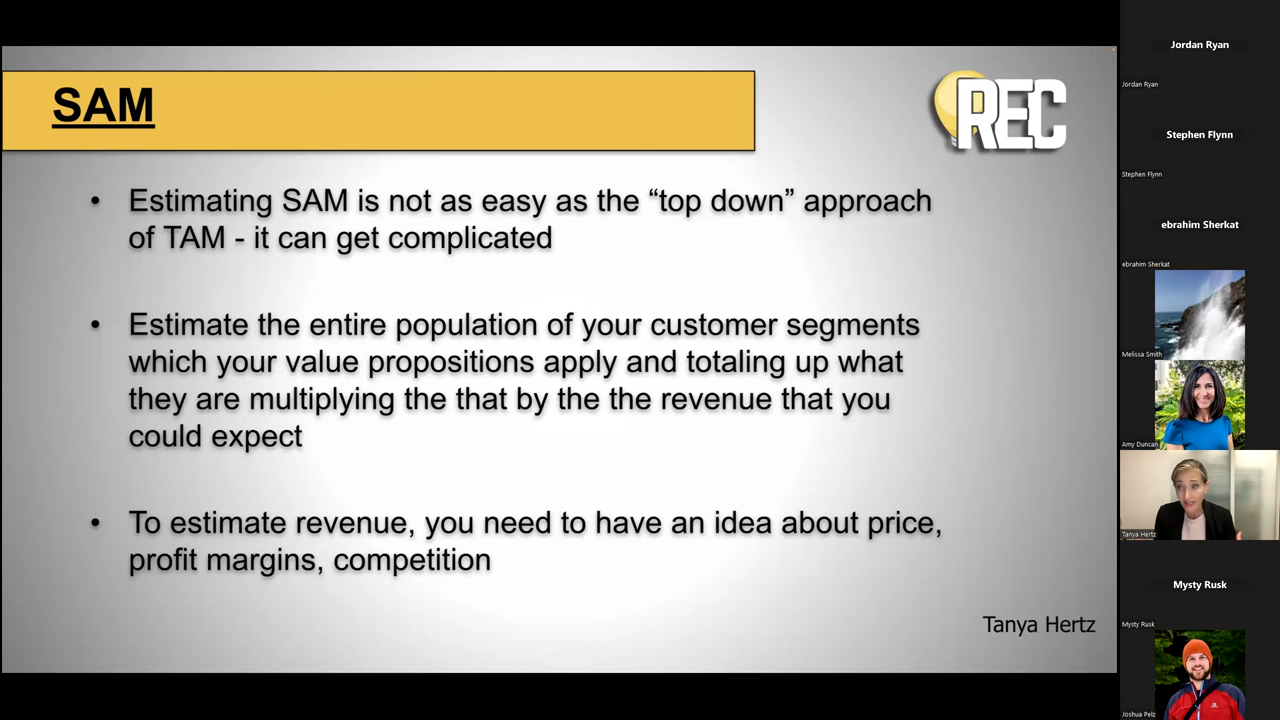 SAM
REC
• Estimating SAM is not as easy as the “top down” approach
of TAM - it can get complicated
• Estimate the entire population of your customer segments
which your value propositions apply and totaling up what
they are multiplying the that by the the revenue that you
could expect
• To estimate revenue, you need to have an idea about price,
profit margins, competition
Tanya Hertz
Jordan Ryan
Jordan Ryan
Stephen Flynn
Stephen Flynn
ebrahim Sherkat
ebrahim Sherkat
Melissa Smith
Amy Duncan
Tanya Hertz
Mysty Rusk
Mysty Rusk
Joshua Pelz